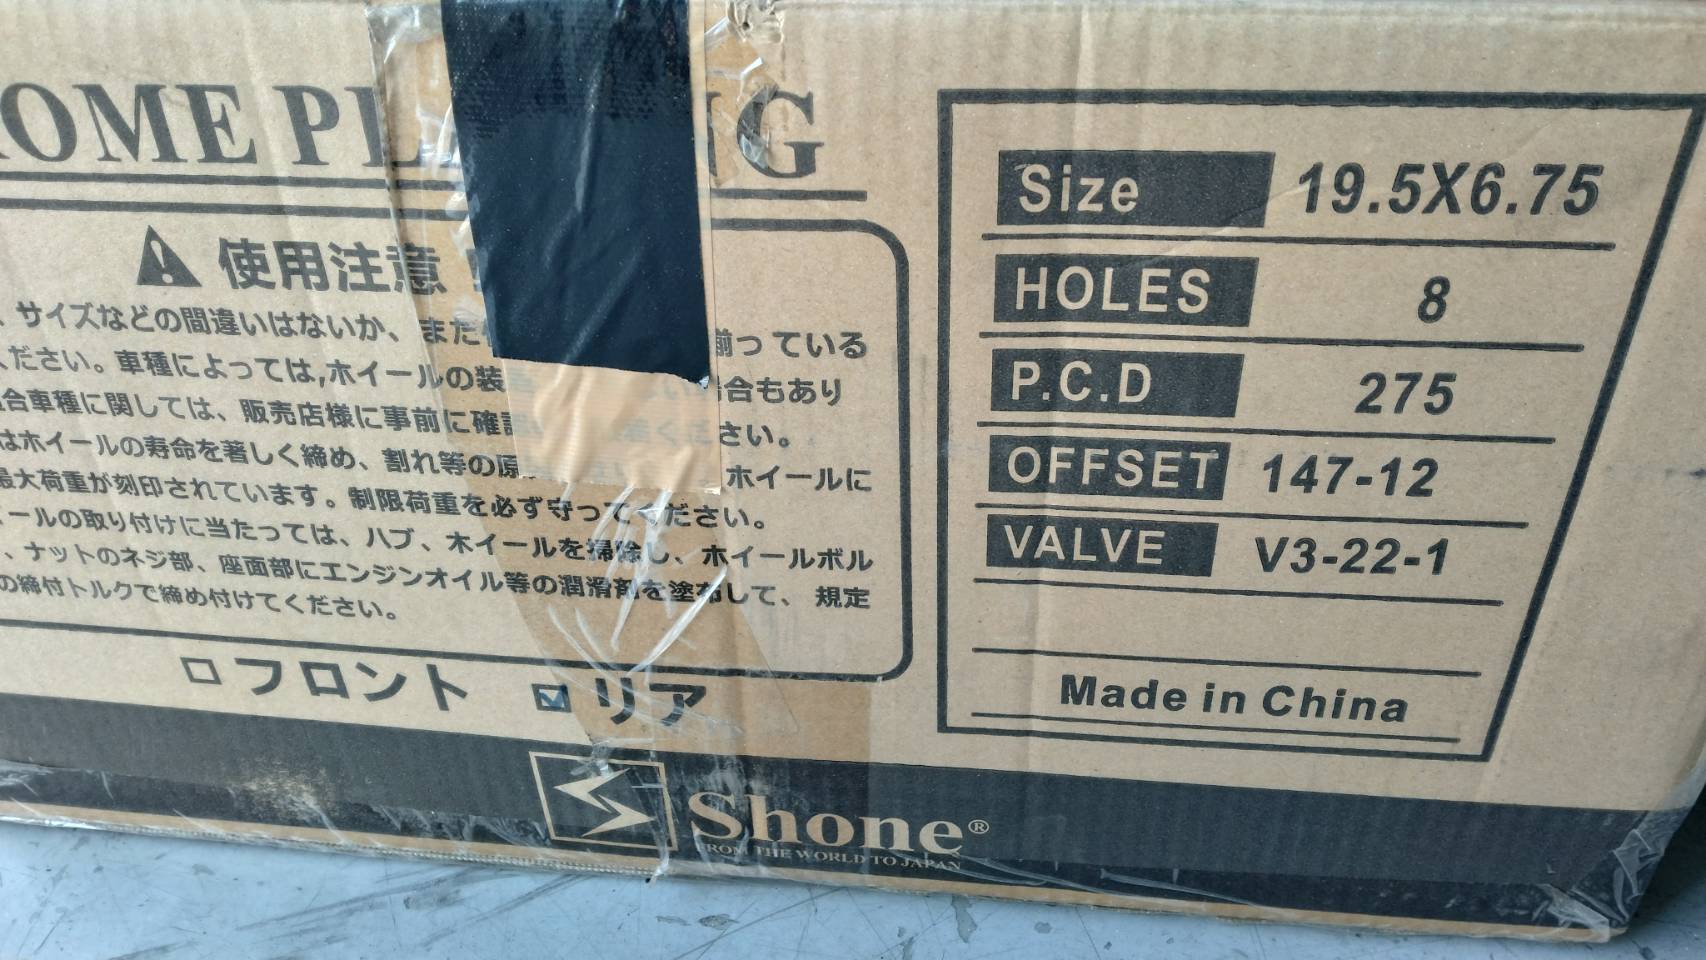 OME PL G
使用注意
、サイズなどの間違いはないか、また 揃っている
ください。車種によっては,ホイールの装 場合もあり
合車種に関しては、販売店様に事前に確認 ください。
はホイールの寿命を著しく締め、割れ等の原 ホイールに
最大荷重が刻印されています。制限荷重を必ず守ってください。
ールの取り付けに当たっては、ハブ、ホイールを掃除し、ホイールボル
、ナットのネジ部、座面部にエンジンオイル等の潤滑剤を塗布して、規定
の締付トルクで締め付けてください。
□フロント ☑リア
Shone®
FROM THE WORLD TO JAPAN
Size 19.5X6.75
HOLES 8
P.C.D 275
OFFSET 147-12
VALVE V3-22-1
Made in China